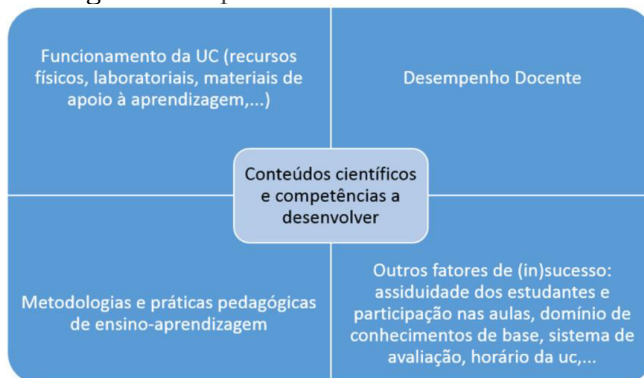 Funcionamento da UC (recursos
físicos, laboratoriais, materiais de
apoio à aprendizagem,...)
Desempenho Docente
Conteúdos científicos
e competências a
desenvolver
Metodologias e práticas pedagógicas
de ensino-aprendizagem
Outros fatores de (in)sucesso:
assiduidade dos estudantes e
participação nas aulas, domínio de
conhecimentos de base, sistema de
avaliação, horário da uc,...